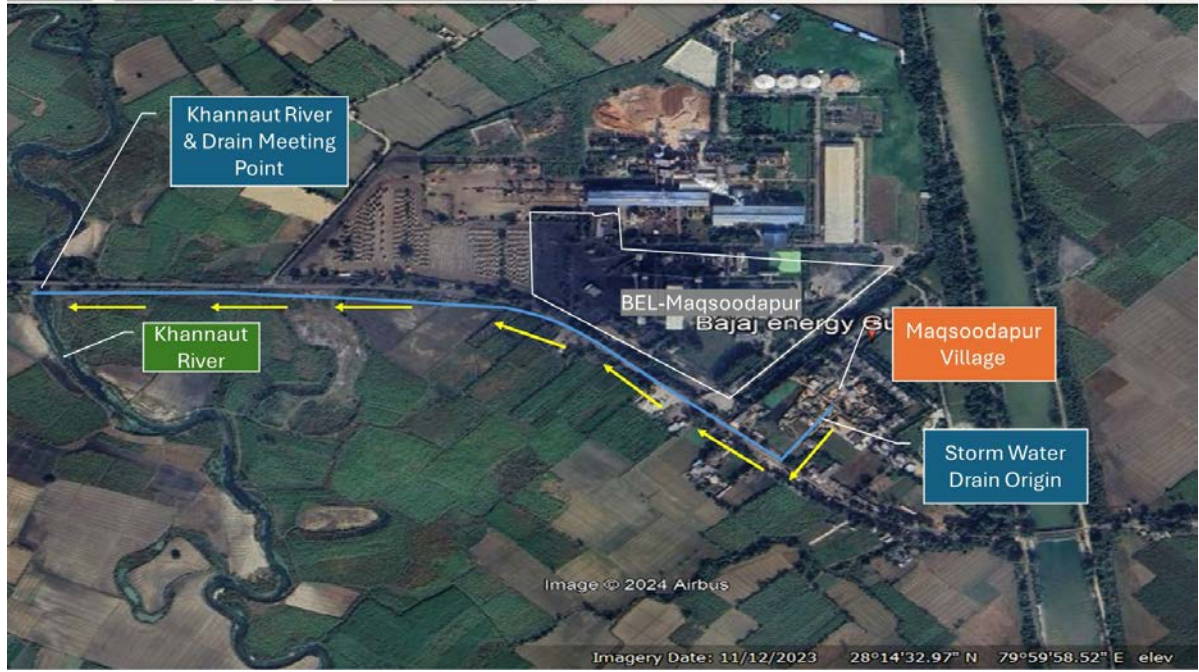 Khannaut River
& Drain Meeting
Point
BEL-Maqsoodapur
Bajaj energy Gu
Maqsoodapur
Village
Khannaut
River
Storm Water
Drain Origin
Image © 2024 Airbus
Imagery Date: 11/12/2023 28°14'32.97" N 79°59'58.52" E elev